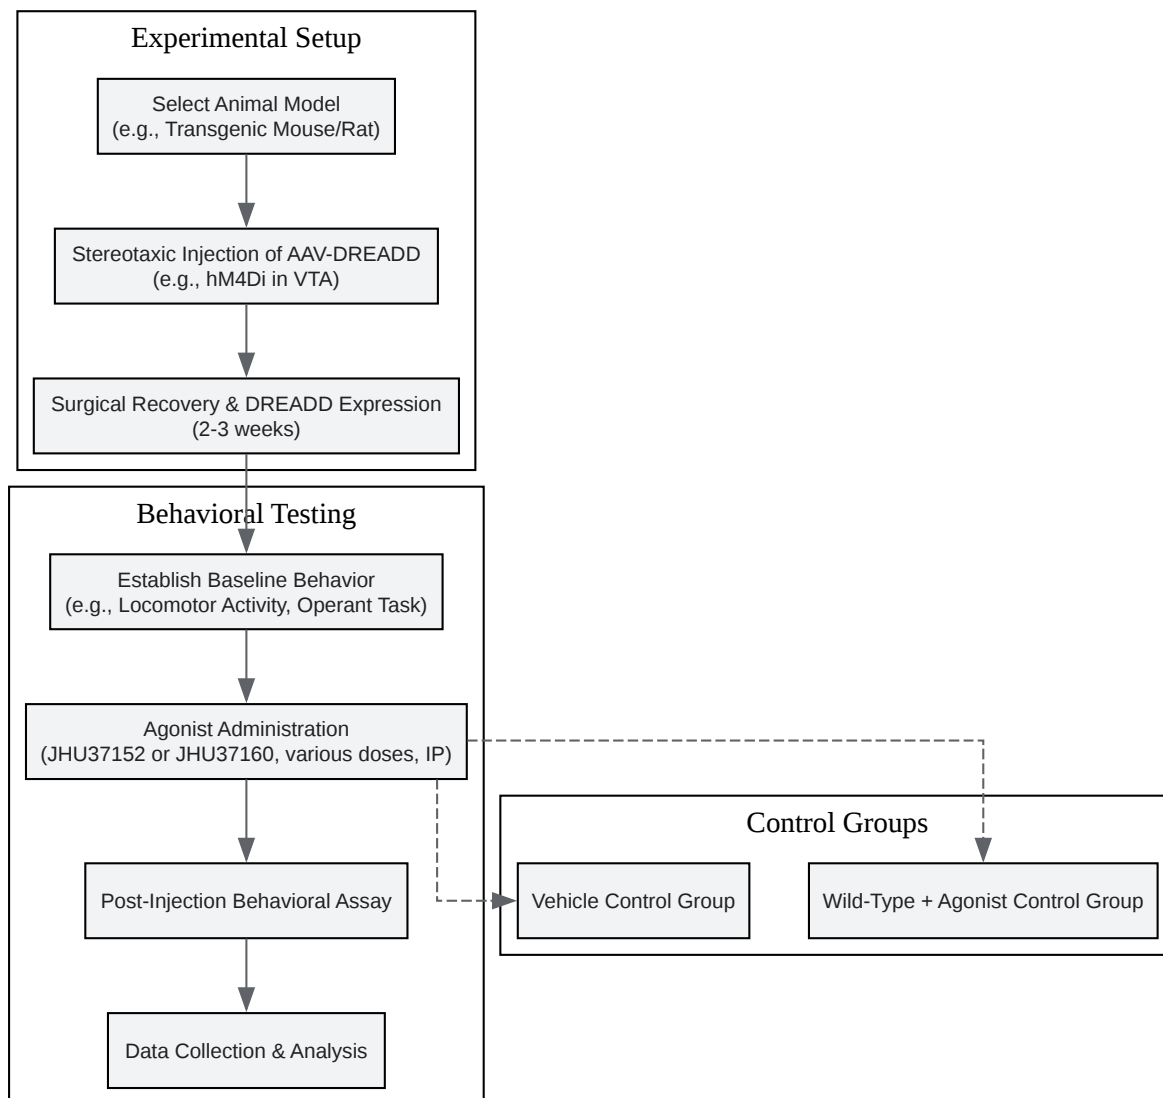 Experimental Setup
Select Animal Model
(e.g., Transgenic Mouse/Rat)
Stereotaxic Injection of AAV-DREADD
(e.g., hM4Di in VTA)
Surgical Recovery & DREADD Expression
(2-3 weeks)
Behavioral Testing
Establish Baseline Behavior
(e.g., Locomotor Activity, Operant Task)
Agonist Administration
(JHU37152 or JHU37160, various doses, IP)
Control Groups
Post-Injection Behavioral Assay
Vehicle Control Group
Wild-Type + Agonist Control Group
Data Collection & Analysis